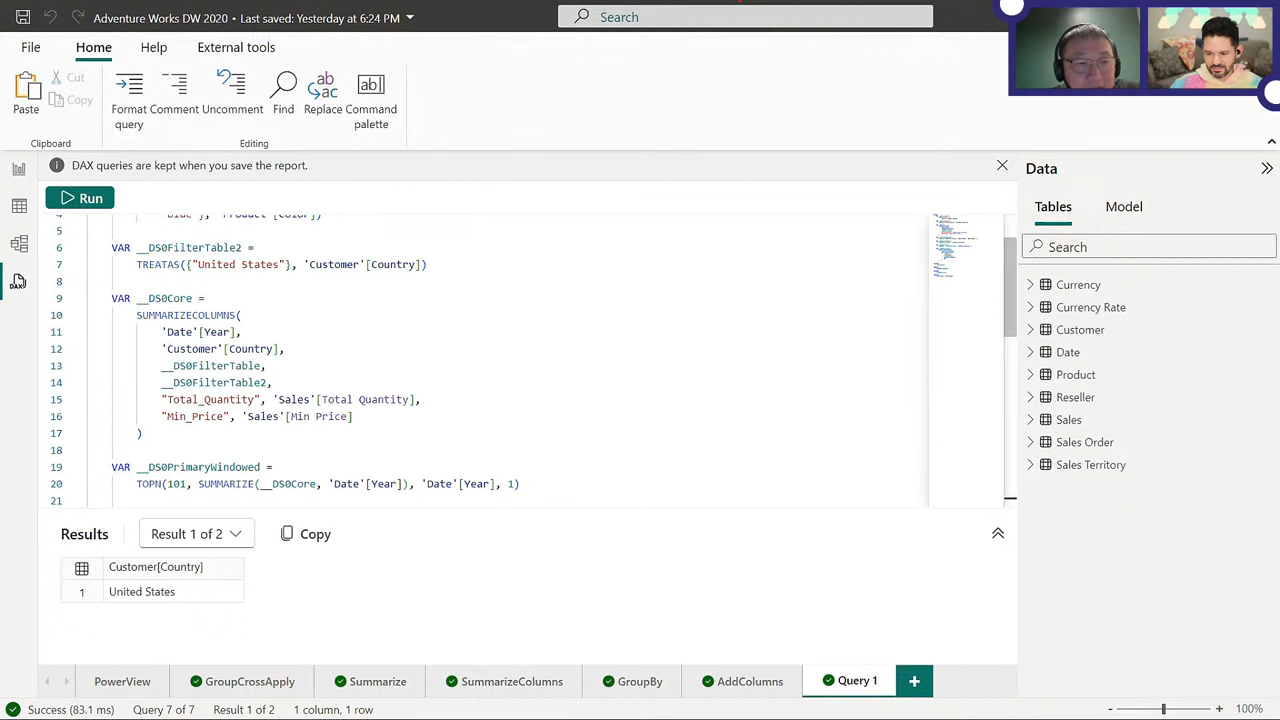 Adventure Works DW 2020 • Last saved: Yesterday at 6:24 PM
Search
File
Home
Help
External tools
Paste
Cut
Copy
Format query
Comment
Uncomment
Find
Replace
Command palette
Clipboard
Editing
DAX queries are kept when you save the report.
Run
4 "Blue"}, 'Product'[Color])
5
6 VAR __DS0FilterTable2 =
7 TREATAS({"United States"}, 'Customer'[Country])
8
9 VAR __DS0Core =
10 SUMMARIZECOLUMNS(
11 'Date'[Year],
12 'Customer'[Country],
13 __DS0FilterTable,
14 __DS0FilterTable2,
15 "Total_Quantity", 'Sales'[Total Quantity],
16 "Min_Price", 'Sales'[Min Price]
17 )
18
19 VAR __DS0PrimaryWindowed =
20 TOPN(101, SUMMARIZE(__DS0Core, 'Date'[Year]), 'Date'[Year], 1)
21
Results
Result 1 of 2
Copy
Customer[Country]
1 United States
PowerView
GroupCrossApply
Summarize
SummarizeColumns
GroupBy
AddColumns
Query 1
+
Success (83.1 ms)
Query 7 of 7
Result 1 of 2
1 column, 1 row
- + 100%
Data
Tables
Model
Search
Currency
Currency Rate
Customer
Date
Product
Reseller
Sales
Sales Order
Sales Territory